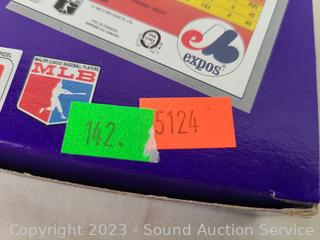 expos
MAJOR LEAGUE BASEBALL PLAYERS
MLB
142.
5124
Copyright 2023 - Sound Auction Service